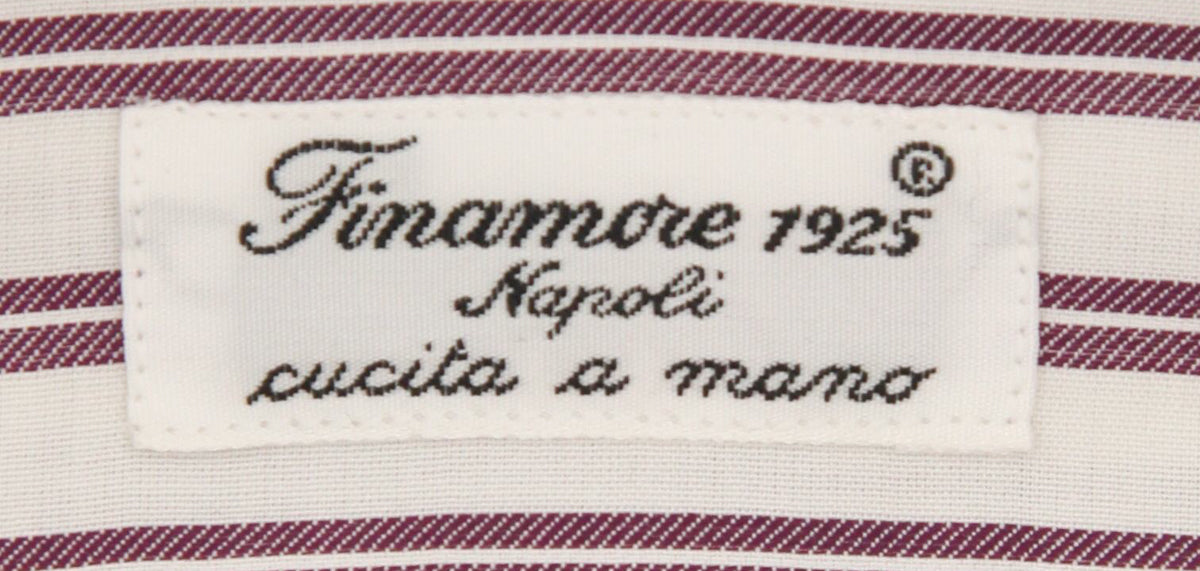 Finamore 1925®
Napoli
cucita a mano